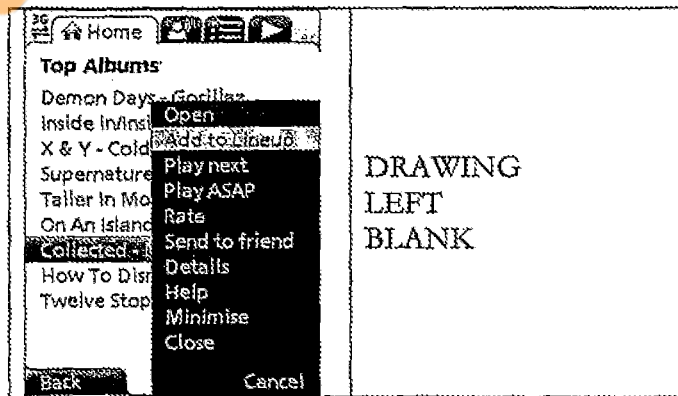 3G
Home
Top Albums
Demon Days - Gorillaz
Inside In/Insi
X & Y - Cold
Supernature
Taller In Mo
On An Island
Collected -
How To Dism
Twelve Stop
Open
Add to Lineup
Play next
Play ASAP
Rate
Send to friend
Details
Help
Minimise
Close
Back
Cancel
DRAWING
LEFT
BLANK